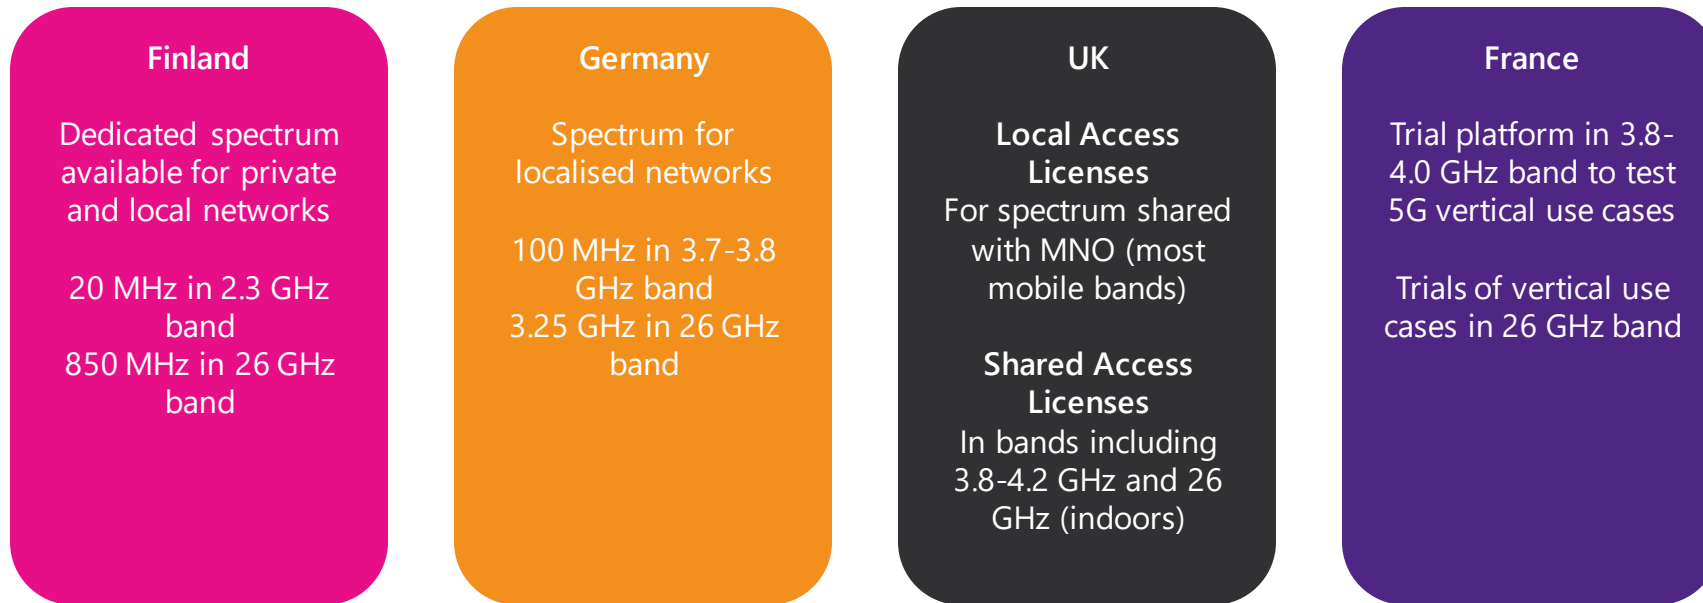 Finland
Dedicated spectrum
available for private
and local networks
20 MHz in 2.3 GHz
band
850 MHz in 26 GHz
band
Germany
Spectrum for
localised networks
100 MHz in 3.7-3.8
GHz band
3.25 GHz in 26 GHz
band
UK
Local Access
Licenses
For spectrum shared
with MNO (most
mobile bands)
Shared Access
Licenses
In bands including
3.8-4.2 GHz and 26
GHz (indoors)
France
Trial platform in 3.8-
4.0 GHz band to test
5G vertical use cases
Trials of vertical use
cases in 26 GHz band